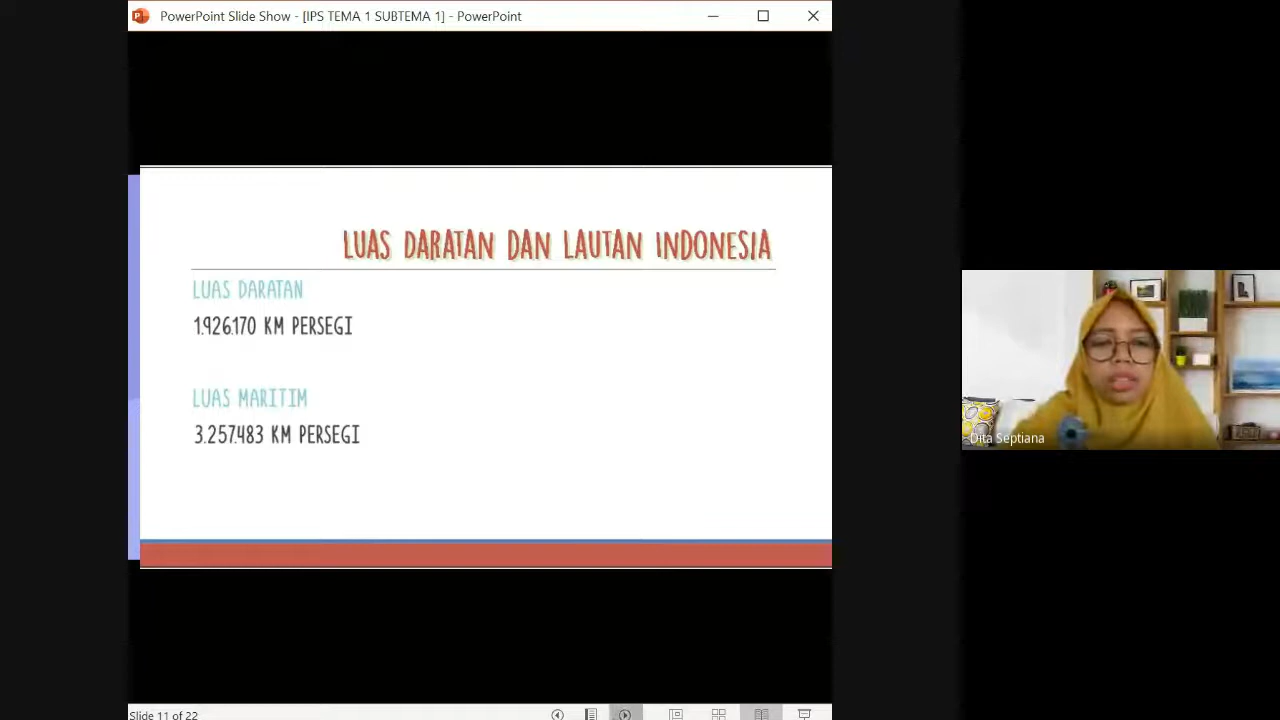 PowerPoint Slide Show - [IPS TEMA 1 SUBTEMA 1] - PowerPoint
LUAS DARATAN DAN LAUTAN INDONESIA
LUAS DARATAN
1.926.170 KM PERSEGI
LUAS MARITIM
3.257.483 KM PERSEGI
Dita Septiana
Slide 11 of 22